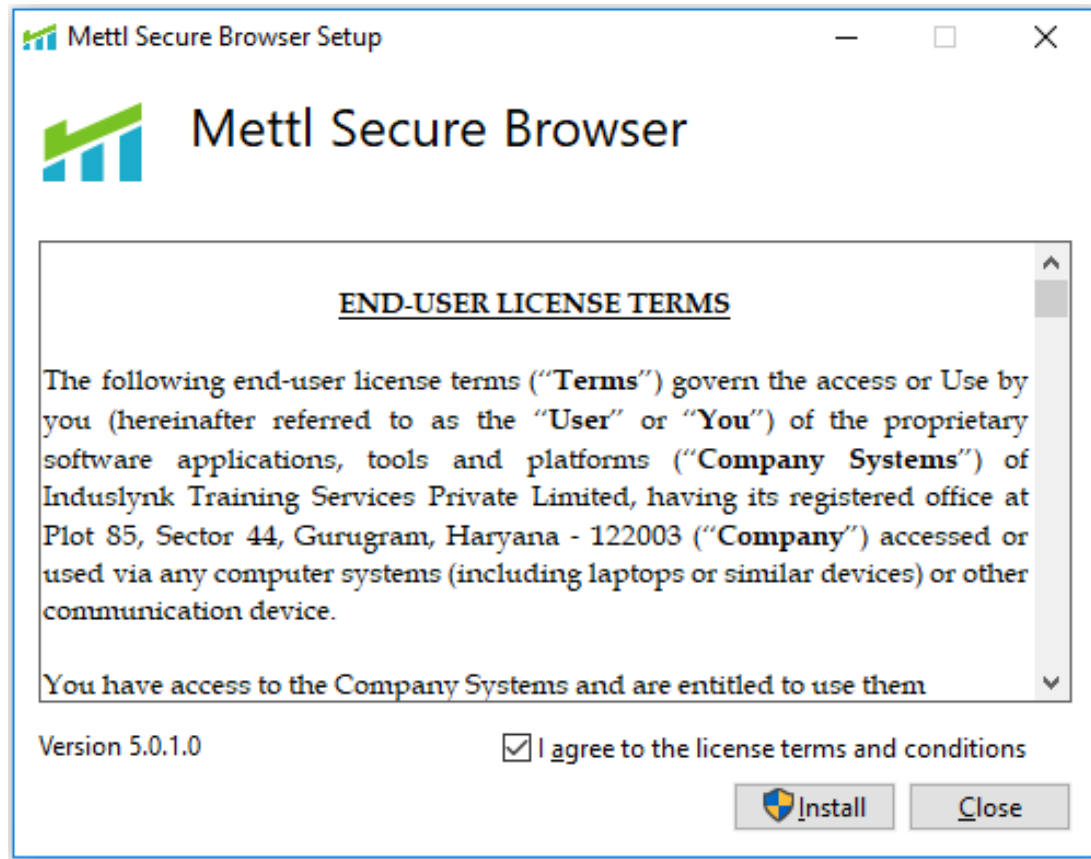 Mettl Secure Browser Setup
Mettl Secure Browser
END-USER LICENSE TERMS
The following end-user license terms (“Terms”) govern the access or Use by
you (hereinafter referred to as the “User” or “You”) of the proprietary
software applications, tools and platforms (“Company Systems”) of
Induslynk Training Services Private Limited, having its registered office at
Plot 85, Sector 44, Gurugram, Haryana - 122003 (“Company”) accessed or
used via any computer systems (including laptops or similar devices) or other
communication device.
You have access to the Company Systems and are entitled to use them
Version 5.0.1.0
I agree to the license terms and conditions
Install
Close